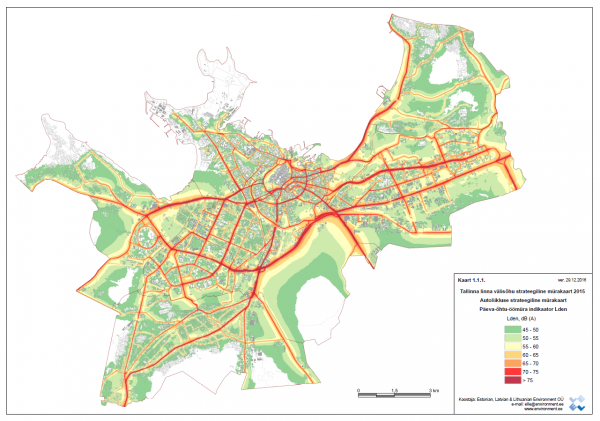 Kaart 1.1.1. ver. 29.12.2016
Tallinna linna välisõhu strateegiline mürakaart 2015
Autoliikluse strateegiline mürakaart
Päeva-õhtu-öömüra indikaator Lden
Lden, dB (A)
45 - 50
50 - 55
55 - 60
60 - 65
65 - 70
70 - 75
> 75
0 1,5 3 km
Koostaja: Estonian, Latvian & Lithuanian Environment OÜ
e-mail: elle@environment.ee
www.environment.ee